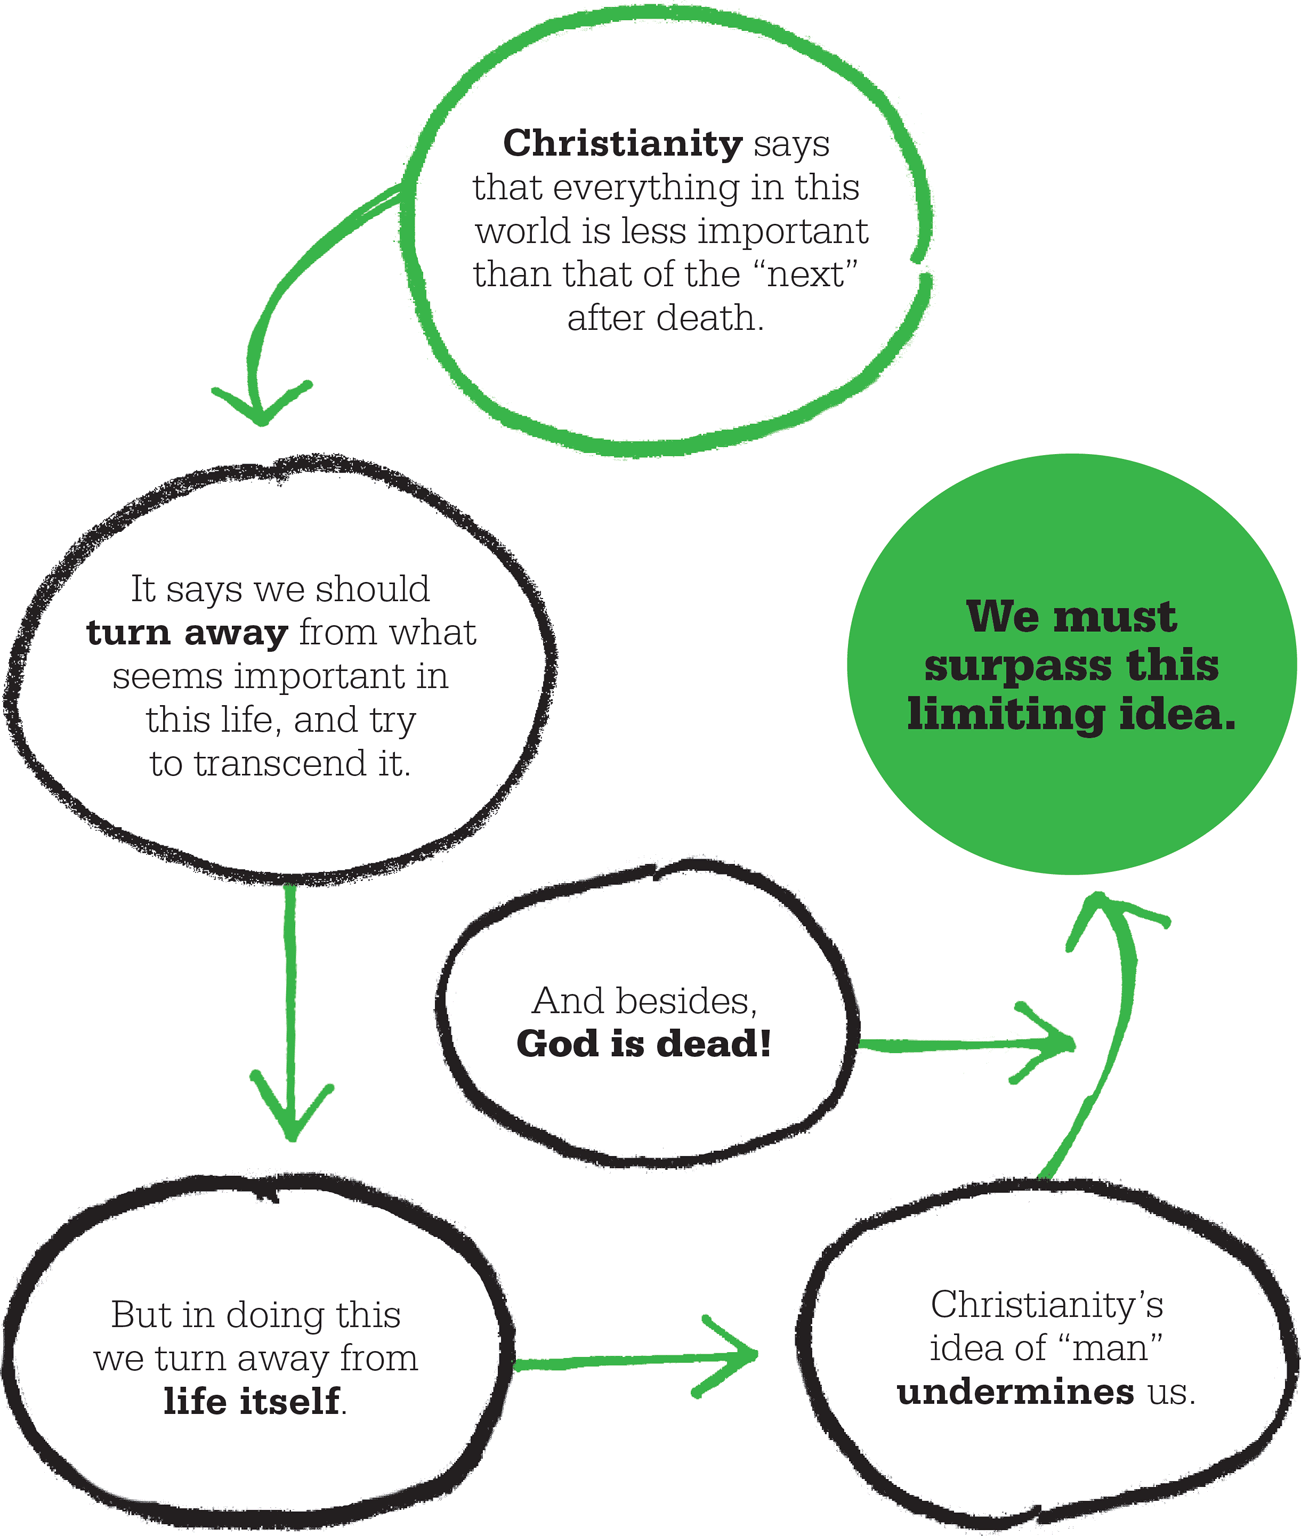 Christianity says
that everything in this
world is less important
than that of the “next”
after death.
It says we should
turn away from what
seems important in
this life, and try
to transcend it.
But in doing this
we turn away from
life itself.
Christianity’s
idea of “man”
undermines us.
And besides,
God is dead!
We must
surpass this
limiting idea.